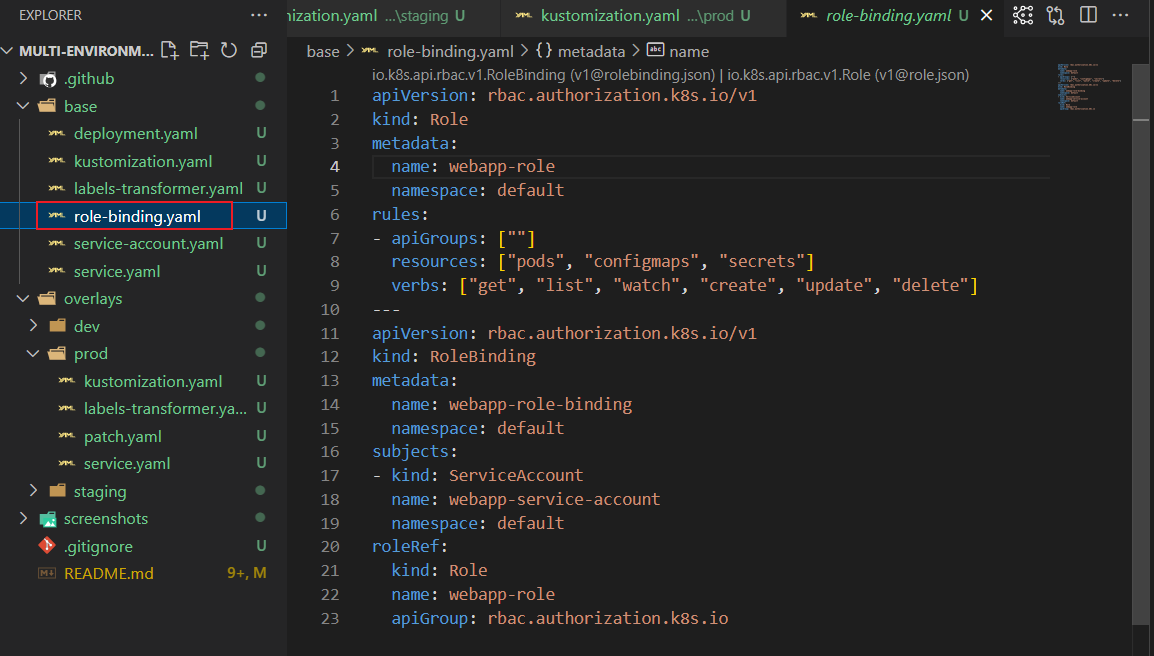 EXPLORER ···
MULTI-ENVIRONM...
.github
base
deployment.yaml U
kustomization.yaml U
labels-transformer.yaml U
role-binding.yaml U
service-account.yaml U
service.yaml U
overlays
dev
prod
kustomization.yaml U
labels-transformer.ya... U
patch.yaml U
service.yaml U
staging
screenshots
.gitignore U
README.md 9+, M
nization.yaml ...\staging U
kustomization.yaml ...\prod U
role-binding.yaml U
base > role-binding.yaml > {} metadata > abc name
io.k8s.api.rbac.v1.RoleBinding (v1@rolebinding.json) | io.k8s.api.rbac.v1.Role (v1@role.json)
1 apiVersion: rbac.authorization.k8s.io/v1
2 kind: Role
3 metadata:
4   name: webapp-role
5   namespace: default
6 rules:
7 - apiGroups: [""]
8   resources: ["pods", "configmaps", "secrets"]
9   verbs: ["get", "list", "watch", "create", "update", "delete"]
10 ---
11 apiVersion: rbac.authorization.k8s.io/v1
12 kind: RoleBinding
13 metadata:
14   name: webapp-role-binding
15   namespace: default
16 subjects:
17 - kind: ServiceAccount
18   name: webapp-service-account
19   namespace: default
20 roleRef:
21   kind: Role
22   name: webapp-role
23   apiGroup: rbac.authorization.k8s.io